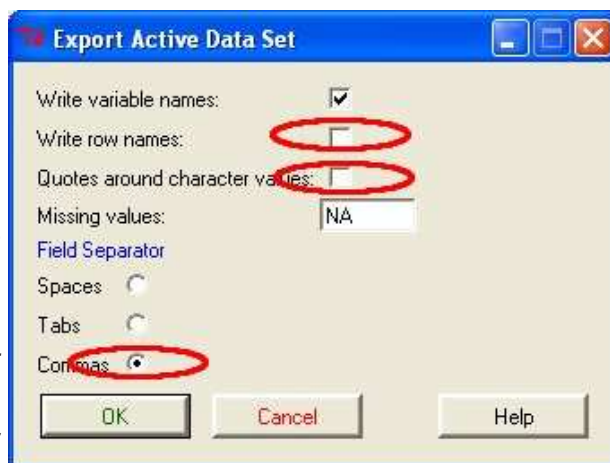 Export Active Data Set
Write variable names:
Write row names:
Quotes around character values:
Missing values: NA
Field Separator
Spaces
Tabs
Commas
OK Cancel Help